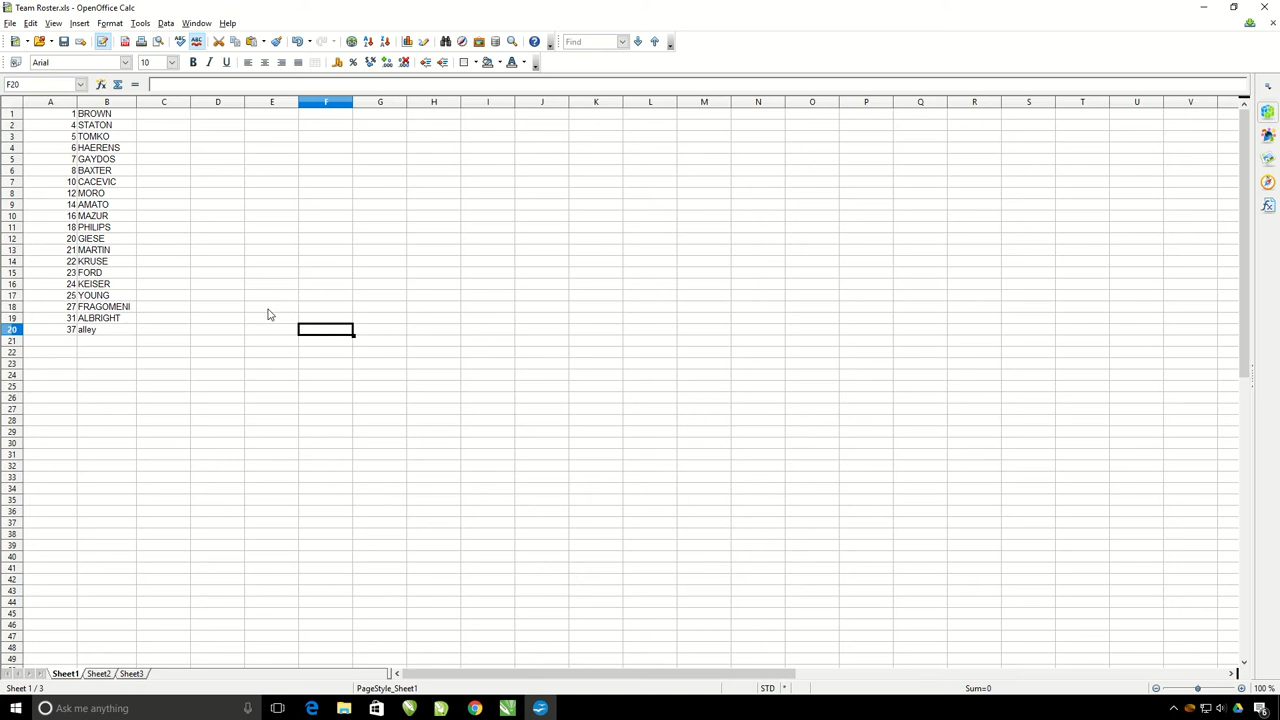 Team Roster.xls - OpenOffice Calc
File Edit View Insert Format Tools Data Window Help
Find
Arial 10 B I U
F20
A B C D E F G H I J K L M N O P Q R S T U V
1 1 BROWN
2 4 STATON
3 5 TOMKO
4 6 HAERENS
5 7 GAYDOS
6 8 BAXTER
7 10 CACEVIC
8 12 MORO
9 14 AMATO
10 16 MAZUR
11 18 PHILIPS
12 20 GIESE
13 21 MARTIN
14 22 KRUSE
15 23 FORD
16 24 KEISER
17 25 YOUNG
18 27 FRAGOMENI
19 31 ALBRIGHT
20 37 alley
21
22
23
24
25
26
27
28
29
30
31
32
33
34
35
36
37
38
39
40
41
42
43
44
45
46
47
48
49
Sheet1 Sheet2 Sheet3
Sheet 1 / 3 PageStyle_Sheet1 STD * Sum=0 100 %
Ask me anything